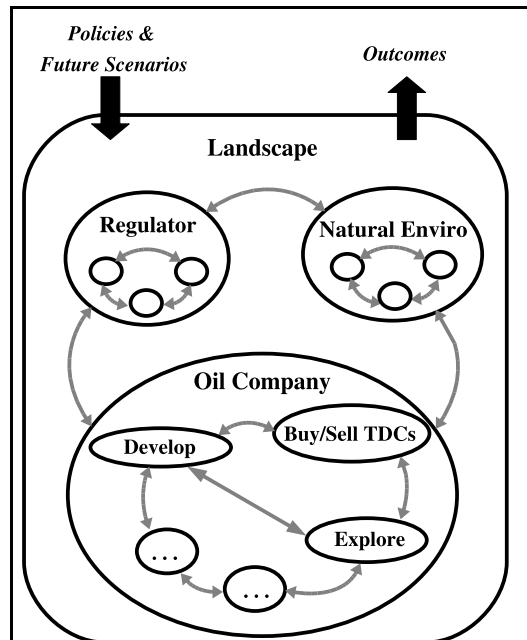 Policies &
Future Scenarios
Outcomes
Landscape
Regulator
Natural Enviro
Oil Company
Develop
Buy/Sell TDCs
Explore
...
...